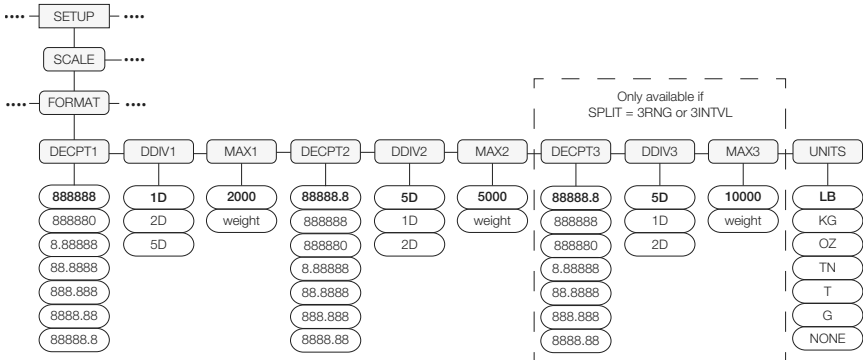 •••• SETUP ••••
SCALE ••••
•••• FORMAT ••••
Only available if
SPLIT = 3RNG or 3INTVL
DECPT1 DDIV1 MAX1 DECPT2 DDIV2 MAX2 DECPT3 DDIV3 MAX3 UNITS
888888 1D 2000 88888.8 5D 5000 88888.8 5D 10000 LB
888880 2D weight 888888 1D weight 888888 1D weight KG
8.88888 5D 888880 2D 888880 2D OZ
88.8888 8.88888 8.88888 TN
888.888 88.8888 88.8888 T
8888.88 888.888 888.888 G
88888.8 8888.88 8888.88 NONE